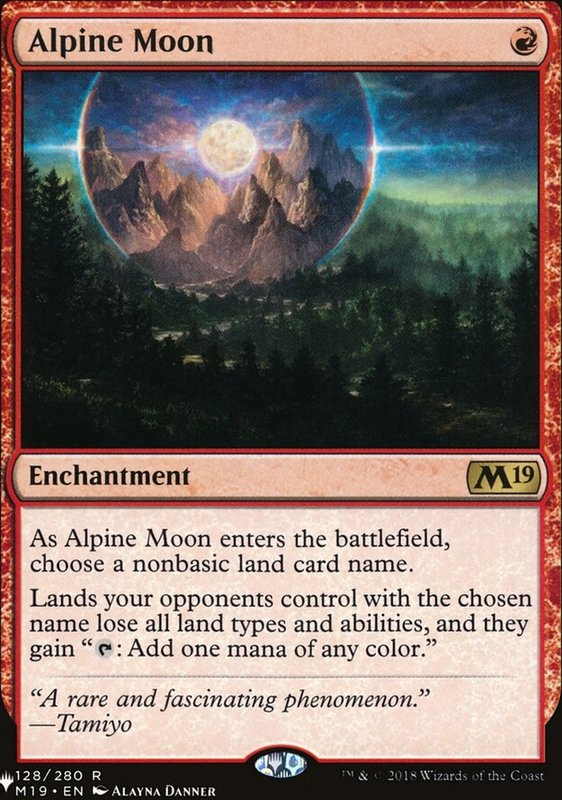 Alpine Moon
Enchantment
M19
As Alpine Moon enters the battlefield,
choose a nonbasic land card name.
Lands your opponents control with the chosen
name lose all land types and abilities, and they
gain “: Add one mana of any color.”
“A rare and fascinating phenomenon.”
—Tamiyo
128/280 R
M19 • EN ALAYNA DANNER
™ & © 2018 Wizards of the Coast